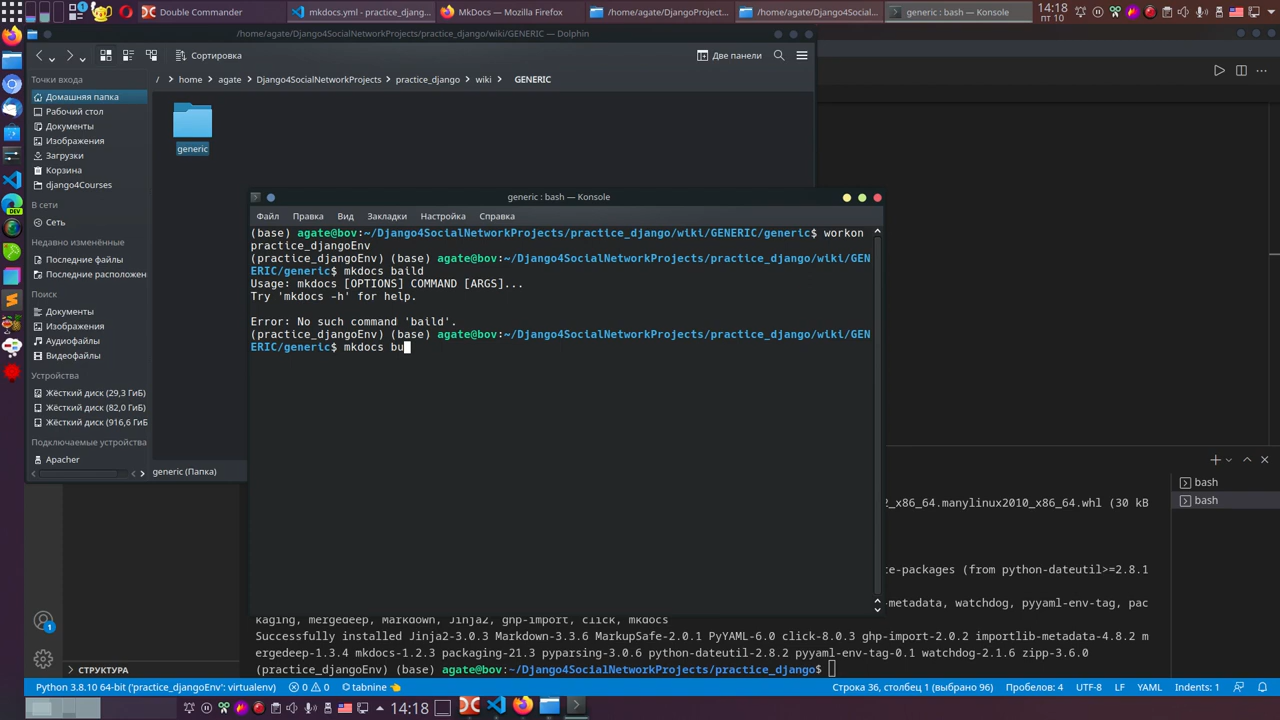 Double Commander
mkdocs.yml - practice_djang...
MkDocs — Mozilla Firefox
/home/agate/DjangoProject...
/home/agate/Django4Social...
generic : bash — Konsole
14:18
пт 10
/home/agate/Django4SocialNetworkProjects/practice_django/wiki/GENERIC — Dolphin
Сортировка
Две панели
/ > home > agate > Django4SocialNetworkProjects > practice_django > wiki > GENERIC
Точки входа
Домашняя папка
Рабочий стол
Документы
Изображения
Загрузки
Корзина
django4Courses
В сети
Сеть
Недавно изменённые
Последние файлы
Последние расположен
Поиск
Документы
Изображения
Аудиофайлы
Видеофайлы
Устройства
Жёсткий диск (29,3 ГиБ)
Жёсткий диск (82,0 ГиБ)
Жёсткий диск (916,6 ГиБ
Подключаемые устройства
Apacher
generic
generic (Папка)
DEV
generic : bash — Konsole
Файл Правка Вид Закладки Настройка Справка
(base) agate@bov:~/Django4SocialNetworkProjects/practice_django/wiki/GENERIC/generic$ workon
practice_djangoEnv
(practice_djangoEnv) (base) agate@bov:~/Django4SocialNetworkProjects/practice_django/wiki/GEN
ERIC/generic$ mkdocs baild
Usage: mkdocs [OPTIONS] COMMAND [ARGS]...
Try 'mkdocs -h' for help.
Error: No such command 'baild'.
(practice_djangoEnv) (base) agate@bov:~/Django4SocialNetworkProjects/practice_django/wiki/GEN
ERIC/generic$ mkdocs bu
bash
bash
2_x86_64.manylinux2010_x86_64.whl (30 kB
te-packages (from python-dateutil>=2.8.1
-metadata, watchdog, pyyaml-env-tag, pac
kaging, mergedeep, Markdown, Jinja2, ghp-import, click, mkdocs
Successfully installed Jinja2-3.0.3 Markdown-3.3.6 MarkupSafe-2.0.1 PyYAML-6.0 click-8.0.3 ghp-import-2.0.2 importlib-metadata-4.8.2 m
ergedeep-1.3.4 mkdocs-1.2.3 packaging-21.3 pyparsing-3.0.6 python-dateutil-2.8.2 pyyaml-env-tag-0.1 watchdog-2.1.6 zipp-3.6.0
(practice_djangoEnv) (base) agate@bov:~/Django4SocialNetworkProjects/practice_django$
СТРУКТУРА
Python 3.8.10 64-bit ('practice_djangoEnv': virtualenv) 0 0 tabnine
Строка 36, столбец 1 (выбрано 96) Пробелов: 4 UTF-8 LF YAML Indents: 1
14:18